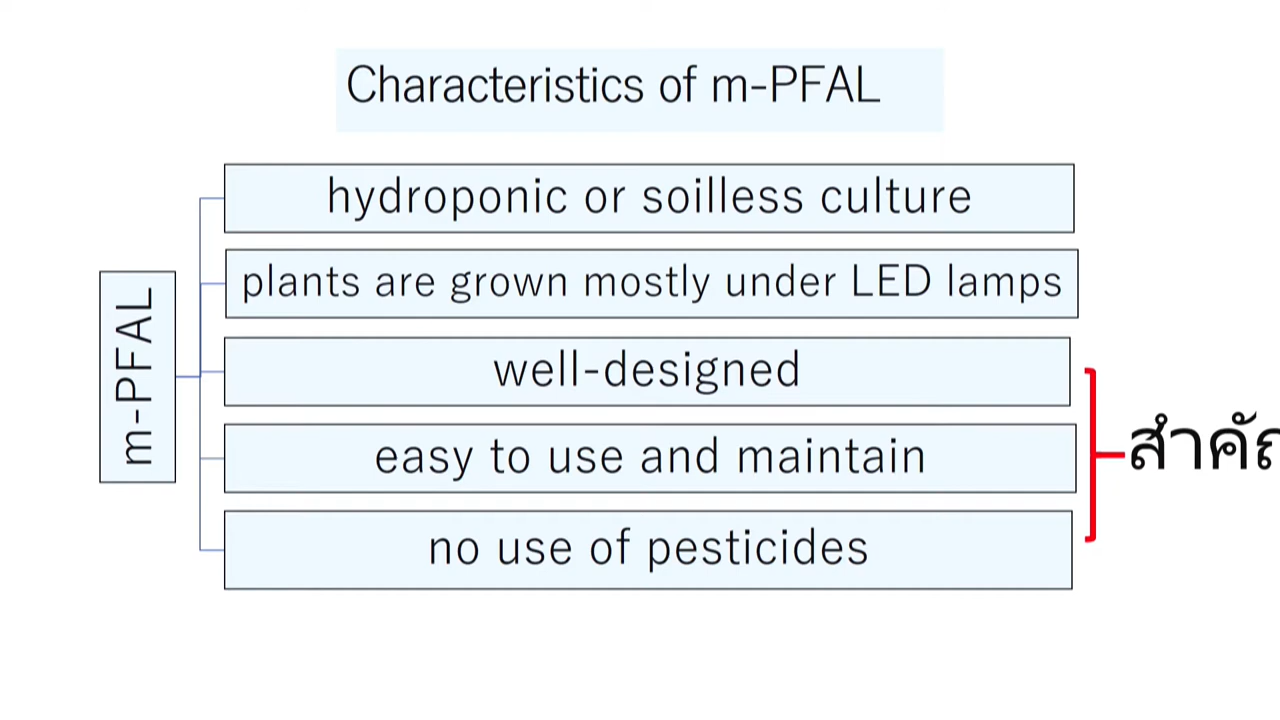 Characteristics of m-PFAL
hydroponic or soilless culture
plants are grown mostly under LED lamps
m-PFAL
well-designed
easy to use and maintain
no use of pesticides